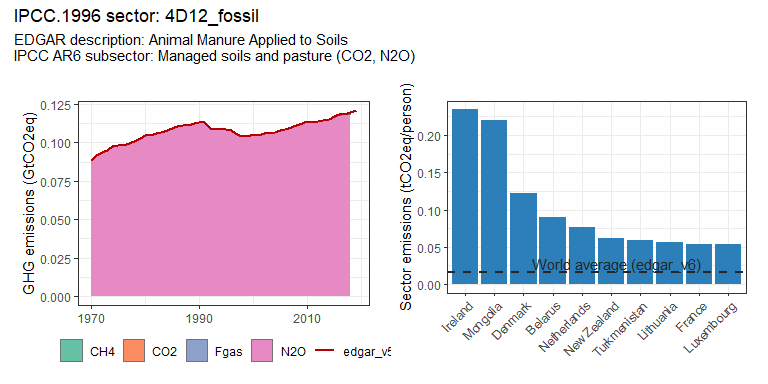 IPCC.1996 sector: 4D12_fossil
EDGAR description: Animal Manure Applied to Soils
IPCC AR6 subsector: Managed soils and pasture (CO2, N2O)
GHG emissions (GtCO2eq)
0.125
0.100
0.075
0.050
0.025
0.000
1970
1990
2010
CH4
CO2
Fgas
N2O
edgar_v
Sector emissions (tCO2eq/person)
0.20
0.15
0.10
0.05
0.00
World average (edgar_v6)
Ireland
Mongolia
Denmark
Belarus
Netherlands
New Zealand
Turkmenistan
Lithuania
France
Luxembourg